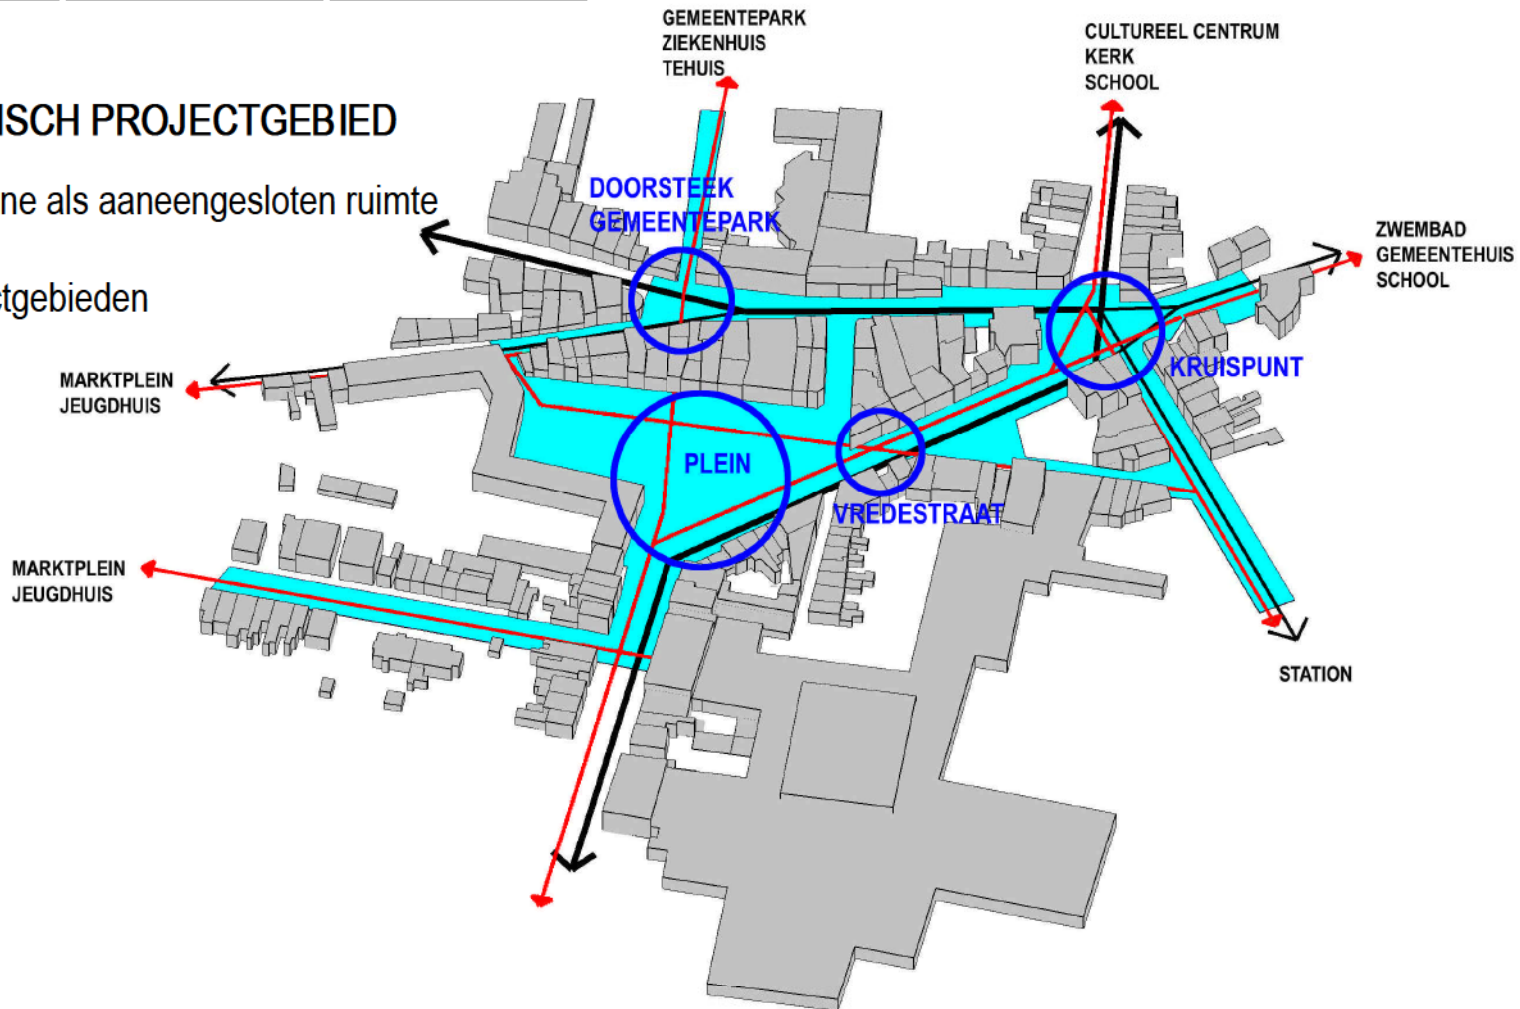 GEMEENTEPARK
ZIEKENHUIS
TEHUIS
CULTUREEL CENTRUM
KERK
SCHOOL
ISCH PROJECTGEBIED
ne als aaneengesloten ruimte
ctgebieden
DOORSTEEK
GEMEENTEPARK
ZWEMBAD
GEMEENTEHUIS
SCHOOL
KRUISPUNT
MARKTPLEIN
JEUGDHUIS
PLEIN
VREDESTRAAT
MARKTPLEIN
JEUGDHUIS
STATION